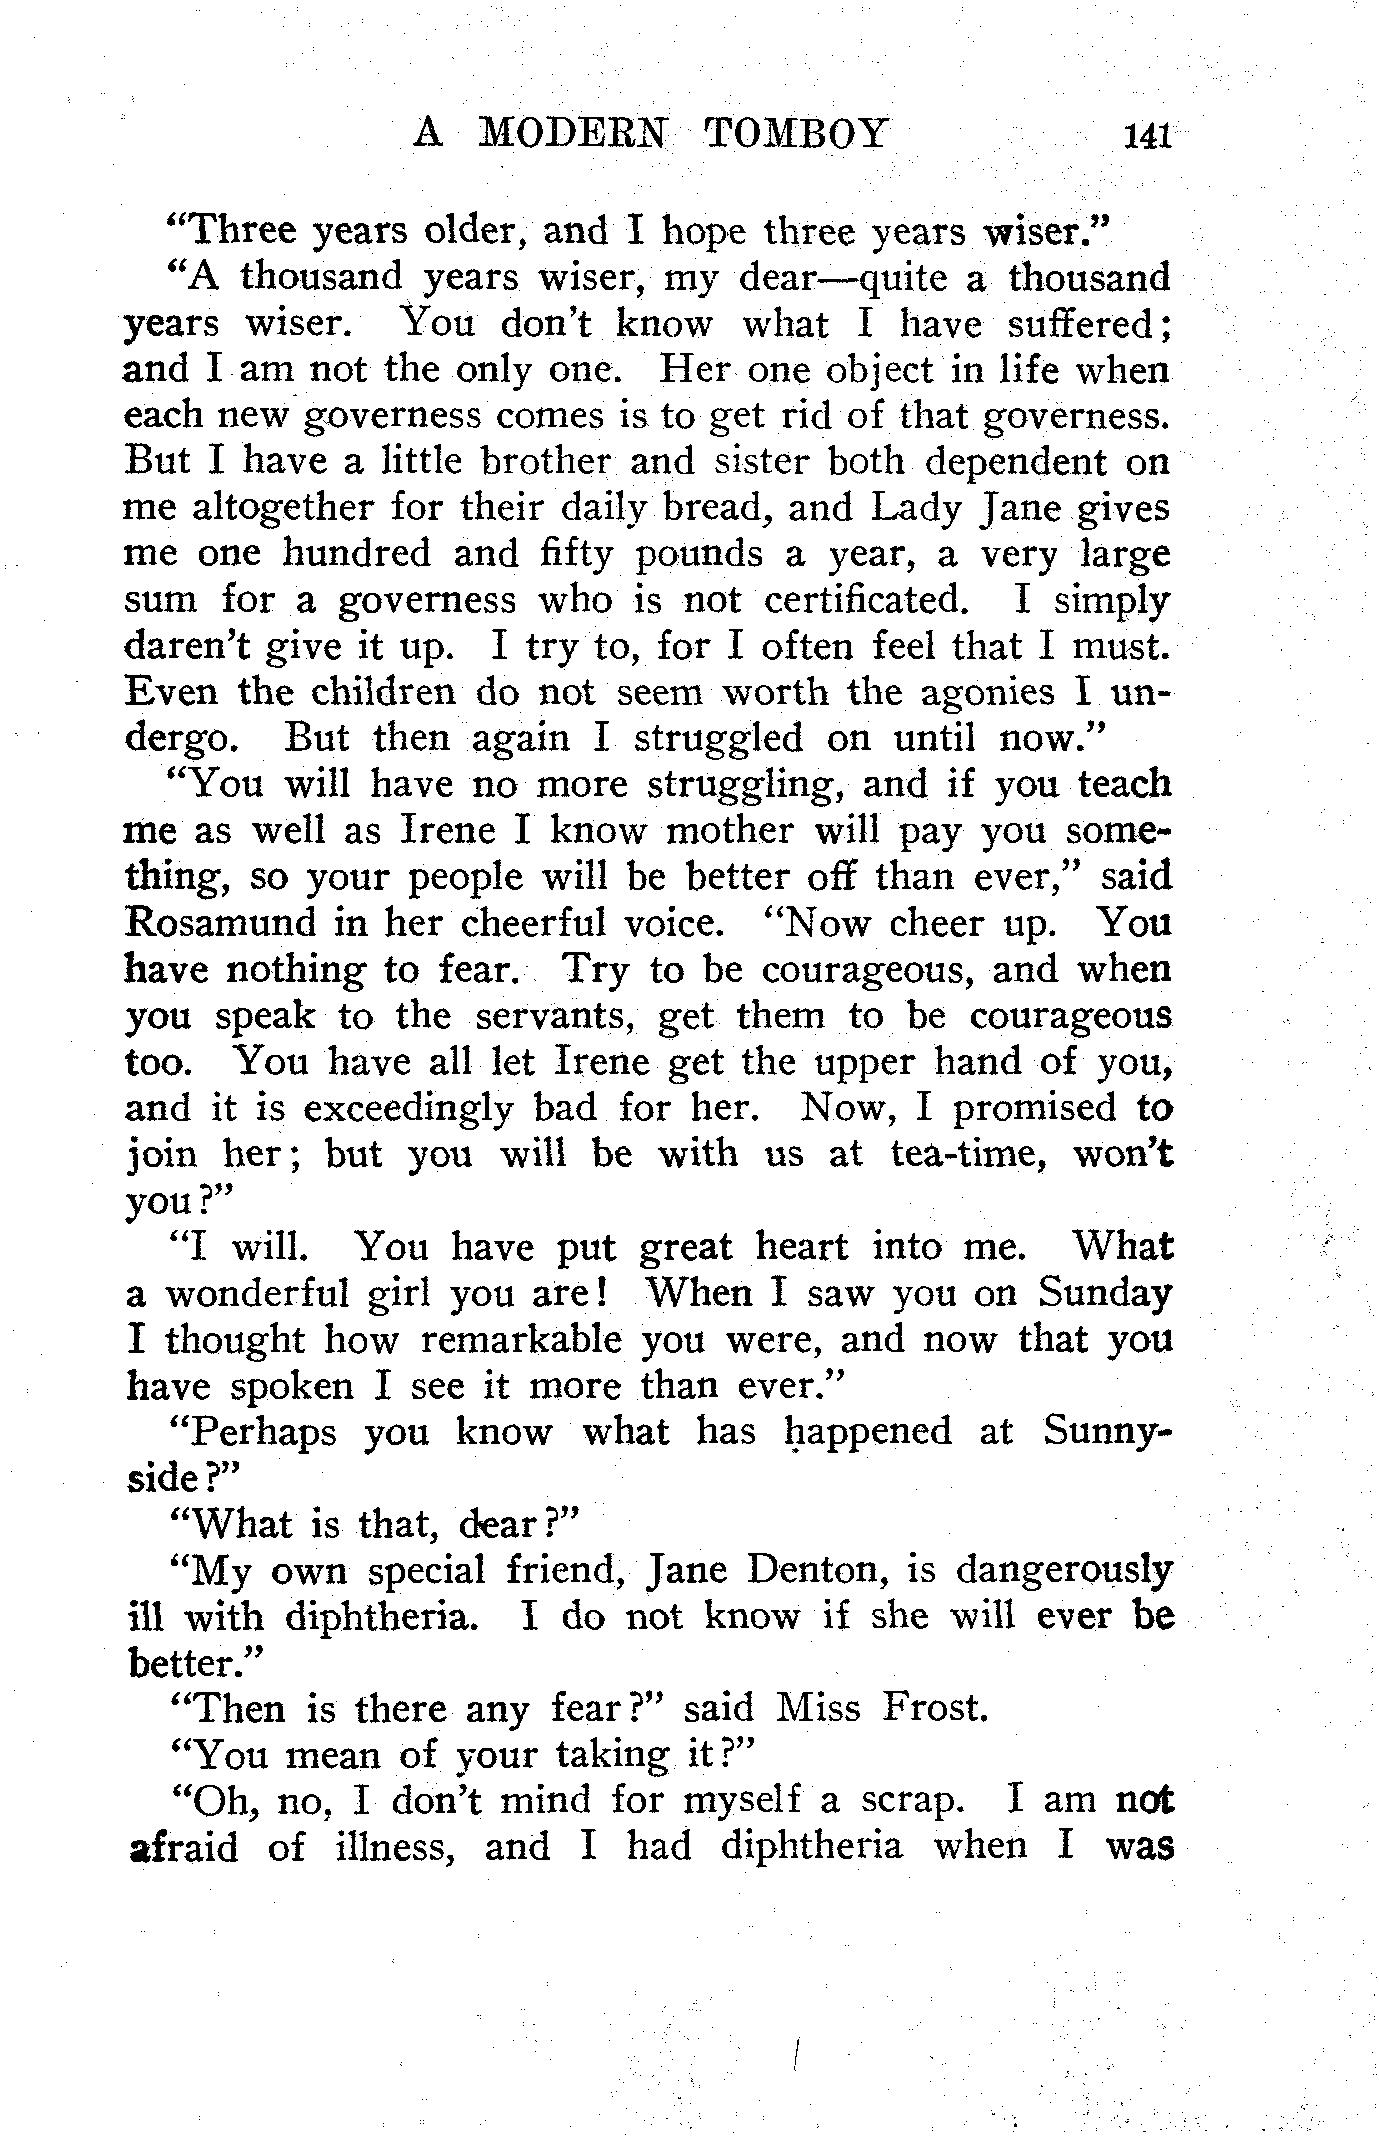 A MODERN TOMBOY 141
“Three years older, and I hope three years wiser.”
“A thousand years wiser, my dear—quite a thousand
years wiser. You don't know what I have suffered;
and I am not the only one. Her one object in life when
each new governess comes is to get rid of that governess.
But I have a little brother and sister both dependent on
me altogether for their daily bread, and Lady Jane gives
me one hundred and fifty pounds a year, a very large
sum for a governess who is not certificated. I simply
daren't give it up. I try to, for I often feel that I must.
Even the children do not seem worth the agonies I un-
dergo. But then again I struggled on until now.”
“You will have no more struggling, and if you teach
me as well as Irene I know mother will pay you some-
thing, so your people will be better off than ever,” said
Rosamund in her cheerful voice. “Now cheer up. You
have nothing to fear. Try to be courageous, and when
you speak to the servants, get them to be courageous
too. You have all let Irene get the upper hand of you,
and it is exceedingly bad for her. Now, I promised to
join her; but you will be with us at tea-time, won't
you?”
“I will. You have put great heart into me. What
a wonderful girl you are! When I saw you on Sunday
I thought how remarkable you were, and now that you
have spoken I see it more than ever.”
“Perhaps you know what has happened at Sunny-
side?”
“What is that, dear?”
“My own special friend, Jane Denton, is dangerously
ill with diphtheria. I do not know if she will ever be
better.”
“Then is there any fear?” said Miss Frost.
“You mean of your taking it?”
“Oh, no, I don't mind for myself a scrap. I am not
afraid of illness, and I had diphtheria when I was